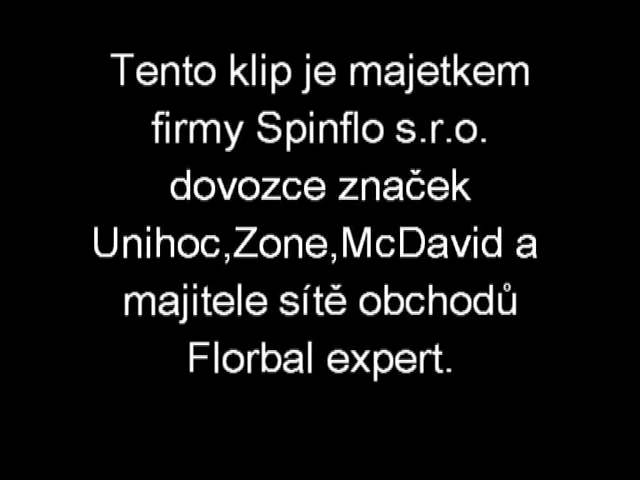 Tento klip je majetkem
firmy Spinflo s.r.o.
dovozce značek
Unihoc,Zone,McDavid a
majitele sítě obchodů
Florbal expert.